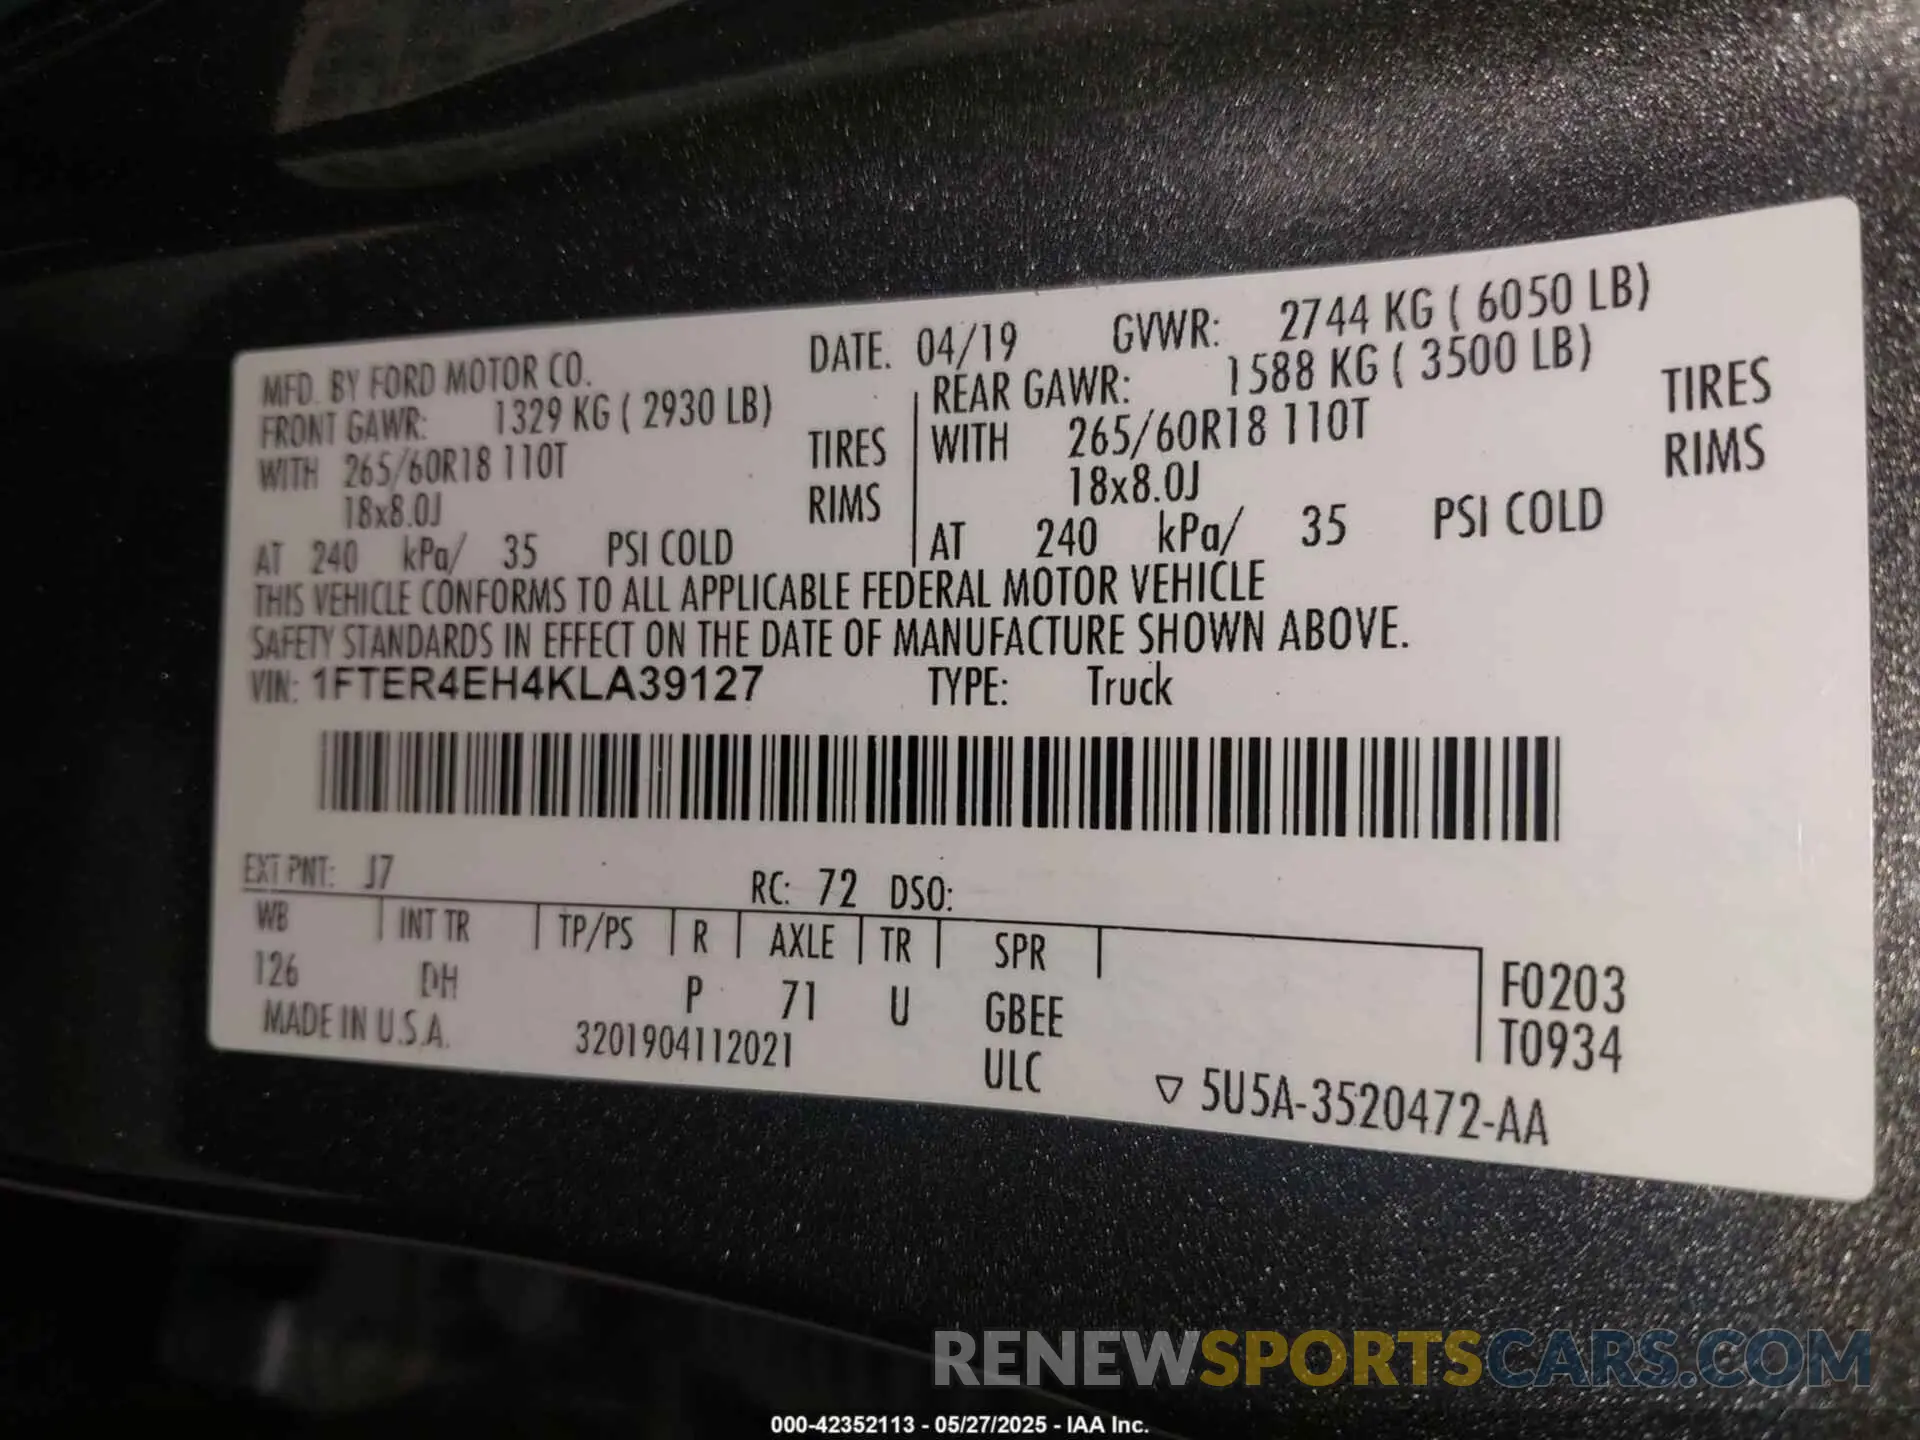 MFD. BY FORD MOTOR CO. DATE. 04/19 GVWR: 2744 KG ( 6050 LB)
FRONT GAWR: 1329 KG ( 2930 LB) REAR GAWR: 1588 KG ( 3500 LB)
WITH 265/60R18 110T TIRES WITH 265/60R18 110T TIRES
18x8.0J RIMS 18x8.0J RIMS
AT 240 kPa/ 35 PSI COLD AT 240 kPa/ 35 PSI COLD
THIS VEHICLE CONFORMS TO ALL APPLICABLE FEDERAL MOTOR VEHICLE
SAFETY STANDARDS IN EFFECT ON THE DATE OF MANUFACTURE SHOWN ABOVE.
VIN: 1FTER4EH4KLA39127 TYPE: Truck
EXT PNT: J7 RC: 72 DSO:
WB INT TR TP/PS R AXLE TR SPR
126 DH P 71 U GBEE F0203
MADE IN U.S.A. 3201904112021 ULC T0934
▽ 5U5A-3520472-AA
RENEWSPORTSCARS.COM
000-42352113 - 05/27/2025 - IAA Inc.